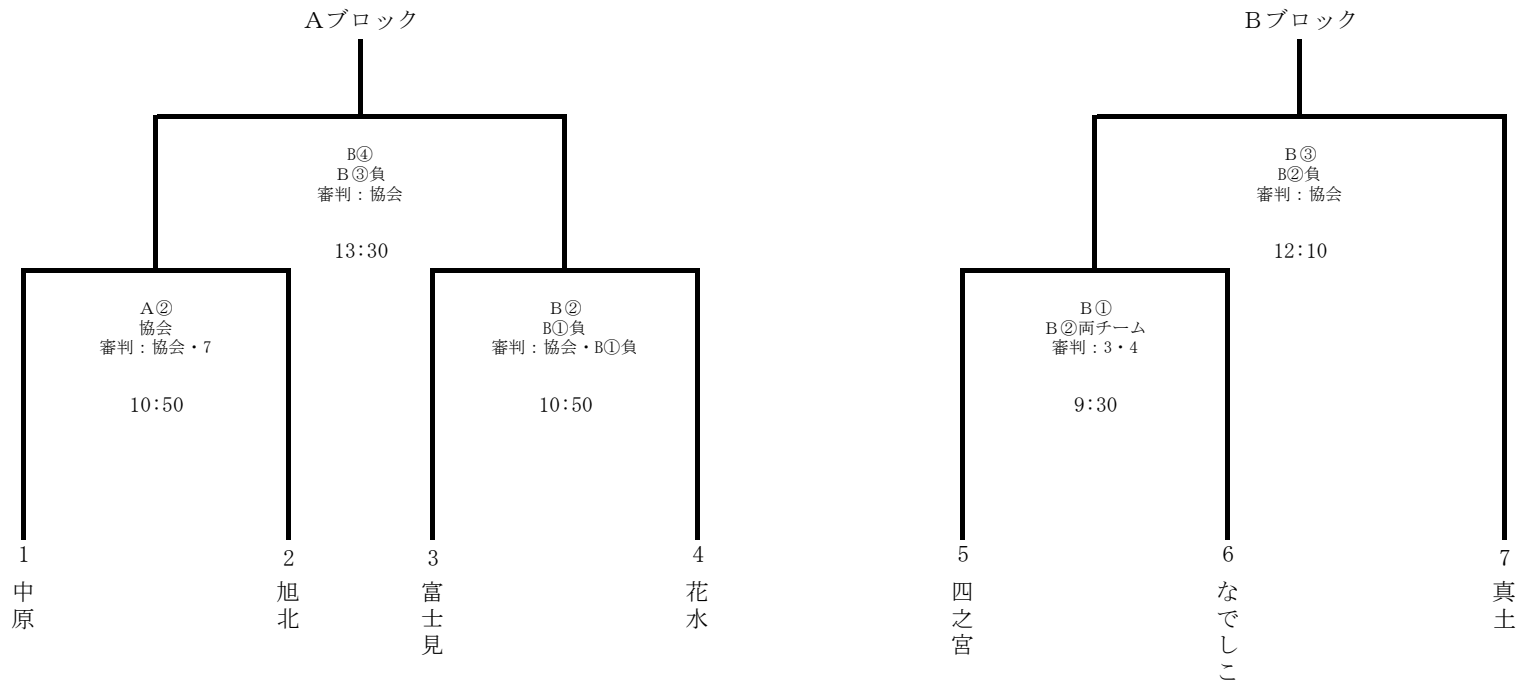 Aブロック
B④
B③負
審判：協会
13:30
A②
協会
審判：協会・7
10:50
B②
B①負
審判：協会・B①負
10:50
1
中原
2
旭北
3
富士見
4
花水
Bブロック
B③
B②負
審判：協会
12:10
B①
B②両チーム
審判：3・4
9:30
5
四之宮
6
なでしこ
7
真土